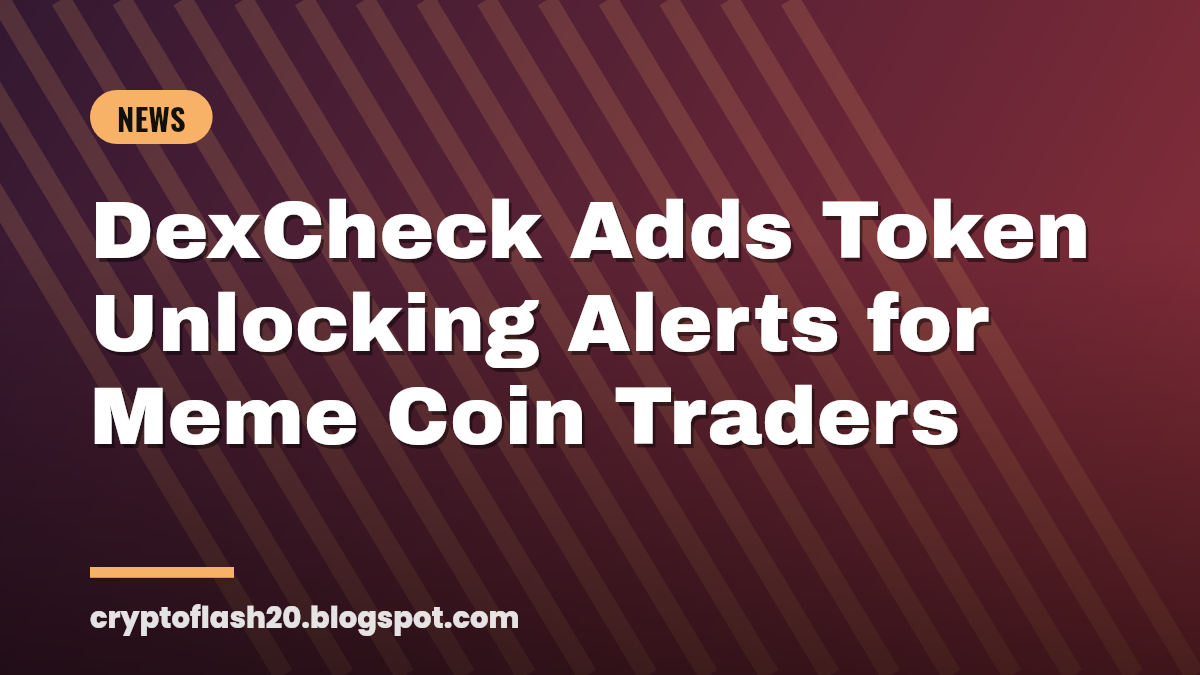 NEWS
DexCheck Adds Token
Unlocking Alerts for
Meme Coin Traders
cryptoflash20.blogspot.com